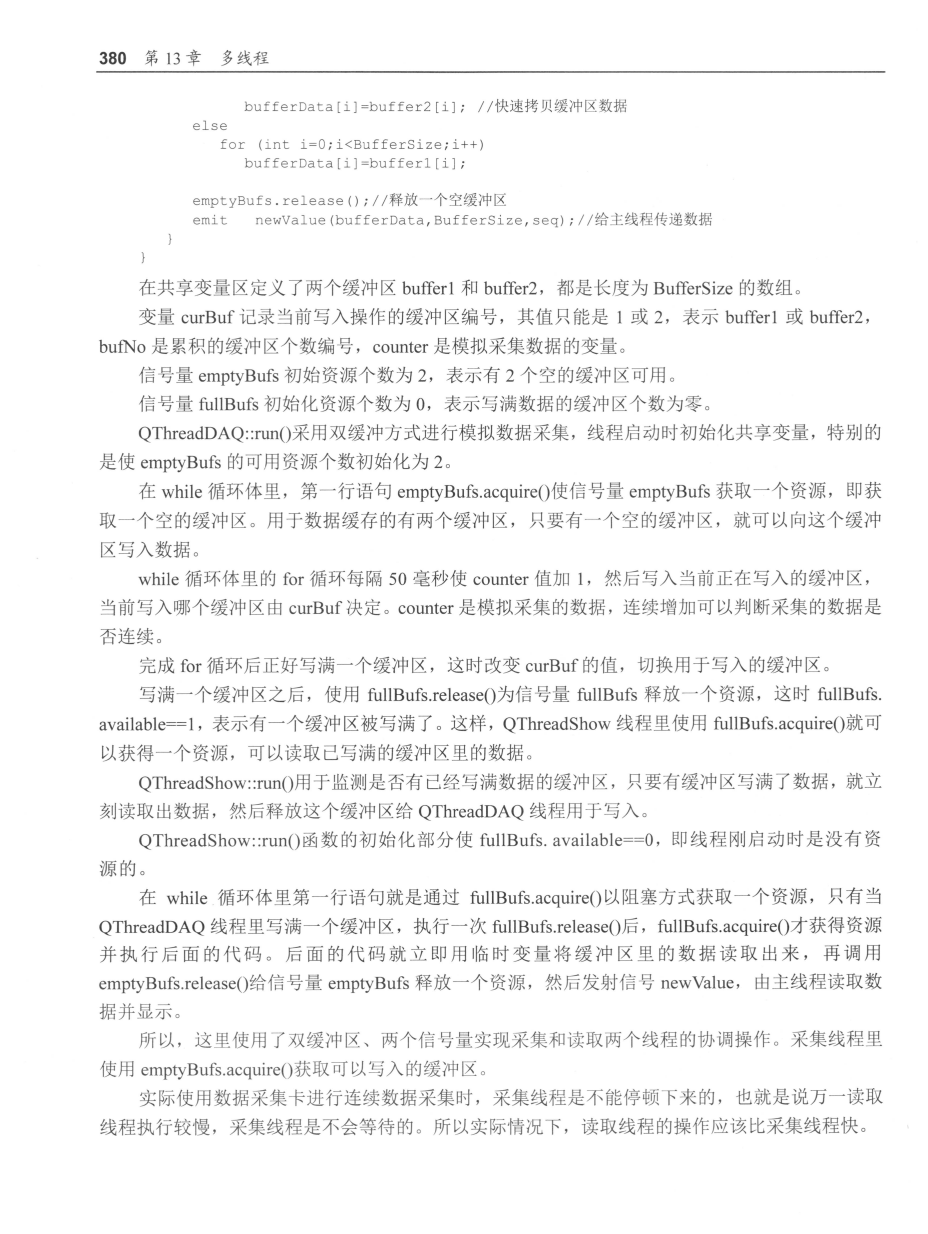 380 第 13 章 多线程
bufferData[i]=buffer2[i]; //快速拷贝缓冲区数据
else
for (int i=0;i<BufferSize;i++)
bufferData[i]=buffer1[i];
emptyBufs.release();//释放一个空缓冲区
emit newValue(bufferData,BufferSize,seq);//给主线程传递数据
}
}
在共享变量区定义了两个缓冲区 buffer1 和 buffer2，都是长度为 BufferSize 的数组。
变量 curBuf 记录当前写入操作的缓冲区编号，其值只能是 1 或 2，表示 buffer1 或 buffer2，
bufNo 是累积的缓冲区个数编号，counter 是模拟采集数据的变量。
信号量 emptyBufs 初始资源个数为 2，表示有 2 个空的缓冲区可用。
信号量 fullBufs 初始化资源个数为 0，表示写满数据的缓冲区个数为零。
QThreadDAQ::run()采用双缓冲方式进行模拟数据采集，线程启动时初始化共享变量，特别的
是使 emptyBufs 的可用资源个数初始化为 2。
在 while 循环体里，第一行语句 emptyBufs.acquire()使信号量 emptyBufs 获取一个资源，即获
取一个空的缓冲区。用于数据缓存的有两个缓冲区，只要有一个空的缓冲区，就可以向这个缓冲
区写入数据。
while 循环体里的 for 循环每隔 50 毫秒使 counter 值加 1，然后写入当前正在写入的缓冲区，
当前写入哪个缓冲区由 curBuf 决定。counter 是模拟采集的数据，连续增加可以判断采集的数据是
否连续。
完成 for 循环后正好写满一个缓冲区，这时改变 curBuf 的值，切换用于写入的缓冲区。
写满一个缓冲区之后，使用 fullBufs.release()为信号量 fullBufs 释放一个资源，这时 fullBufs.
available==1，表示有一个缓冲区被写满了。这样，QThreadShow 线程里使用 fullBufs.acquire()就可
以获得一个资源，可以读取已写满的缓冲区里的数据。
QThreadShow::run()用于监测是否有已经写满数据的缓冲区，只要有缓冲区写满了数据，就立
刻读取出数据，然后释放这个缓冲区给 QThreadDAQ 线程用于写入。
QThreadShow::run()函数的初始化部分使 fullBufs. available==0，即线程刚启动时是没有资
源的。
在 while 循环体里第一行语句就是通过 fullBufs.acquire()以阻塞方式获取一个资源，只有当
QThreadDAQ 线程里写满一个缓冲区，执行一次 fullBufs.release()后，fullBufs.acquire()才获得资源
并执行后面的代码。后面的代码就立即用临时变量将缓冲区里的数据读取出来，再调用
emptyBufs.release()给信号量 emptyBufs 释放一个资源，然后发射信号 newValue，由主线程读取数
据并显示。
所以，这里使用了双缓冲区、两个信号量实现采集和读取两个线程的协调操作。采集线程里
使用 emptyBufs.acquire()获取可以写入的缓冲区。
实际使用数据采集卡进行连续数据采集时，采集线程是不能停顿下来的，也就是说万一读取
线程执行较慢，采集线程是不会等待的。所以实际情况下，读取线程的操作应该比采集线程快。